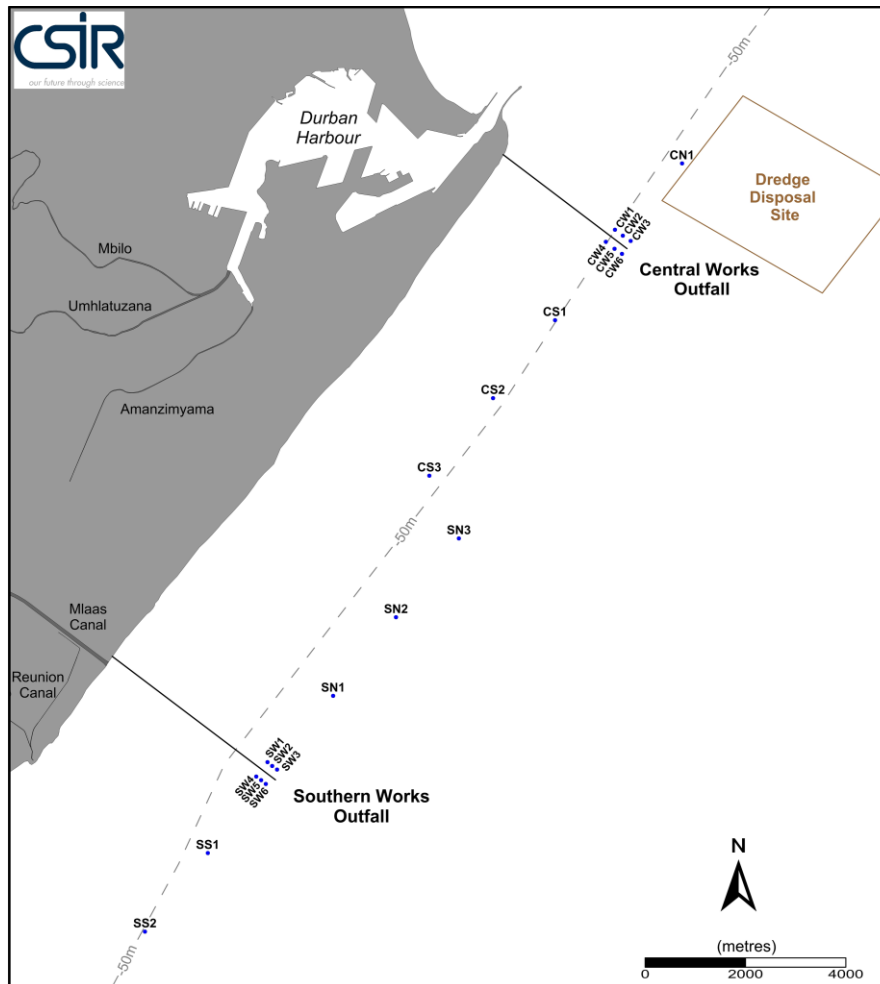 CSIR
our future through science
Durban
Harbour
-50m
CN1
Dredge
Disposal
Site
CW1
CW2
CW3
CW4
CW5
CW6
Central Works
Outfall
Mbilo
Umhlatuzana
Amanzimyama
CS1
CS2
CS3
-50m
SN3
SN2
SN1
Mlaas
Canal
Reunion
Canal
SW1
SW2
SW3
SW4
SW5
SW6
Southern Works
Outfall
SS1
SS2
-50m
N
(metres)
0 2000 4000